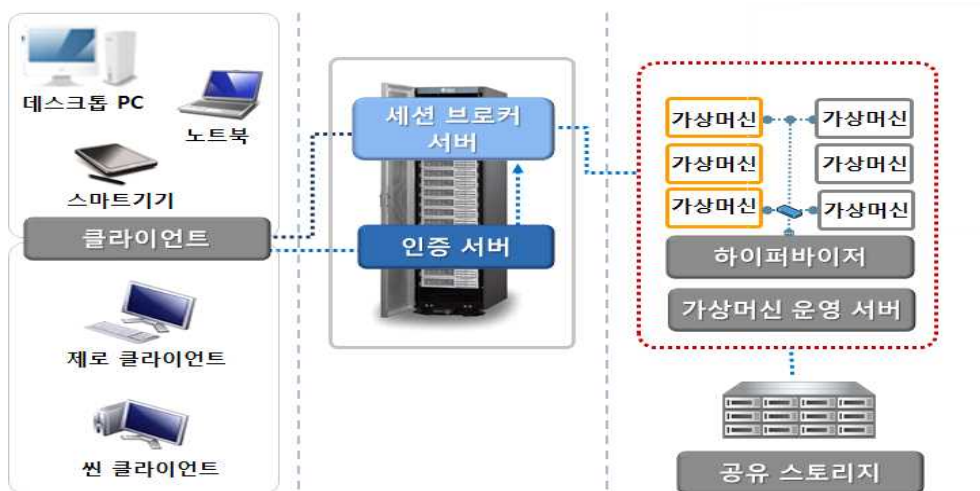 데스크톱 PC
노트북
스마트기기
클라이언트
제로 클라이언트
씬 클라이언트
세션 브로커
서버
인증 서버
가상머신
가상머신
가상머신
가상머신
가상머신
가상머신
하이퍼바이저
가상머신 운영 서버
공유 스토리지